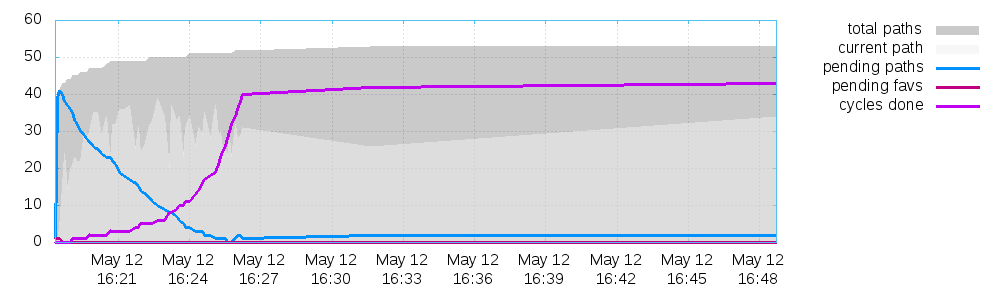 60
50
40
30
20
10
0
May 12 May 12 May 12 May 12 May 12 May 12 May 12 May 12 May 12 May 12
16:21 16:24 16:27 16:30 16:33 16:36 16:39 16:42 16:45 16:48
total paths
current path
pending paths
pending favs
cycles done